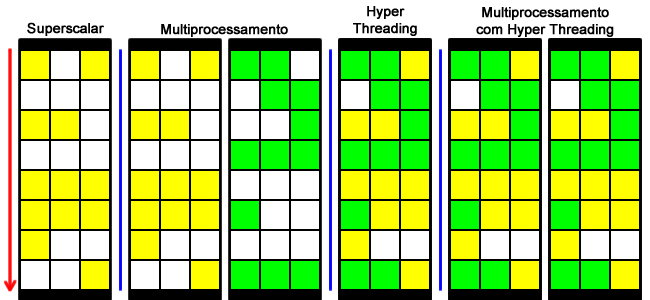 Superscalar
Multiprocessamento
Hyper
Threading
Multiprocessamento
com Hyper Threading